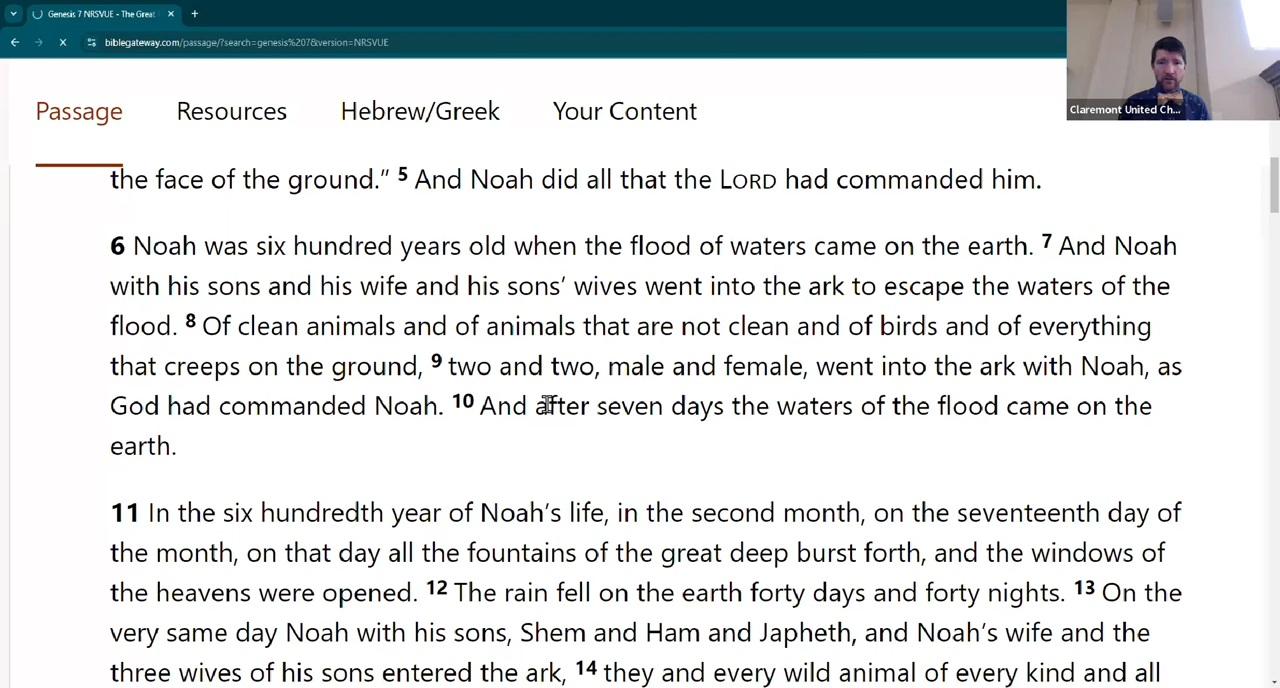 Genesis 7 NRSVUE - The Great
biblegateway.com/passage/?search=genesis%207&version=NRSVUE
Claremont United Ch...
Passage Resources Hebrew/Greek Your Content
the face of the ground.” 5 And Noah did all that the LORD had commanded him.
6 Noah was six hundred years old when the flood of waters came on the earth. 7 And Noah
with his sons and his wife and his sons’ wives went into the ark to escape the waters of the
flood. 8 Of clean animals and of animals that are not clean and of birds and of everything
that creeps on the ground, 9 two and two, male and female, went into the ark with Noah, as
God had commanded Noah. 10 And after seven days the waters of the flood came on the
earth.
11 In the six hundredth year of Noah’s life, in the second month, on the seventeenth day of
the month, on that day all the fountains of the great deep burst forth, and the windows of
the heavens were opened. 12 The rain fell on the earth forty days and forty nights. 13 On the
very same day Noah with his sons, Shem and Ham and Japheth, and Noah’s wife and the
three wives of his sons entered the ark, 14 they and every wild animal of every kind and all